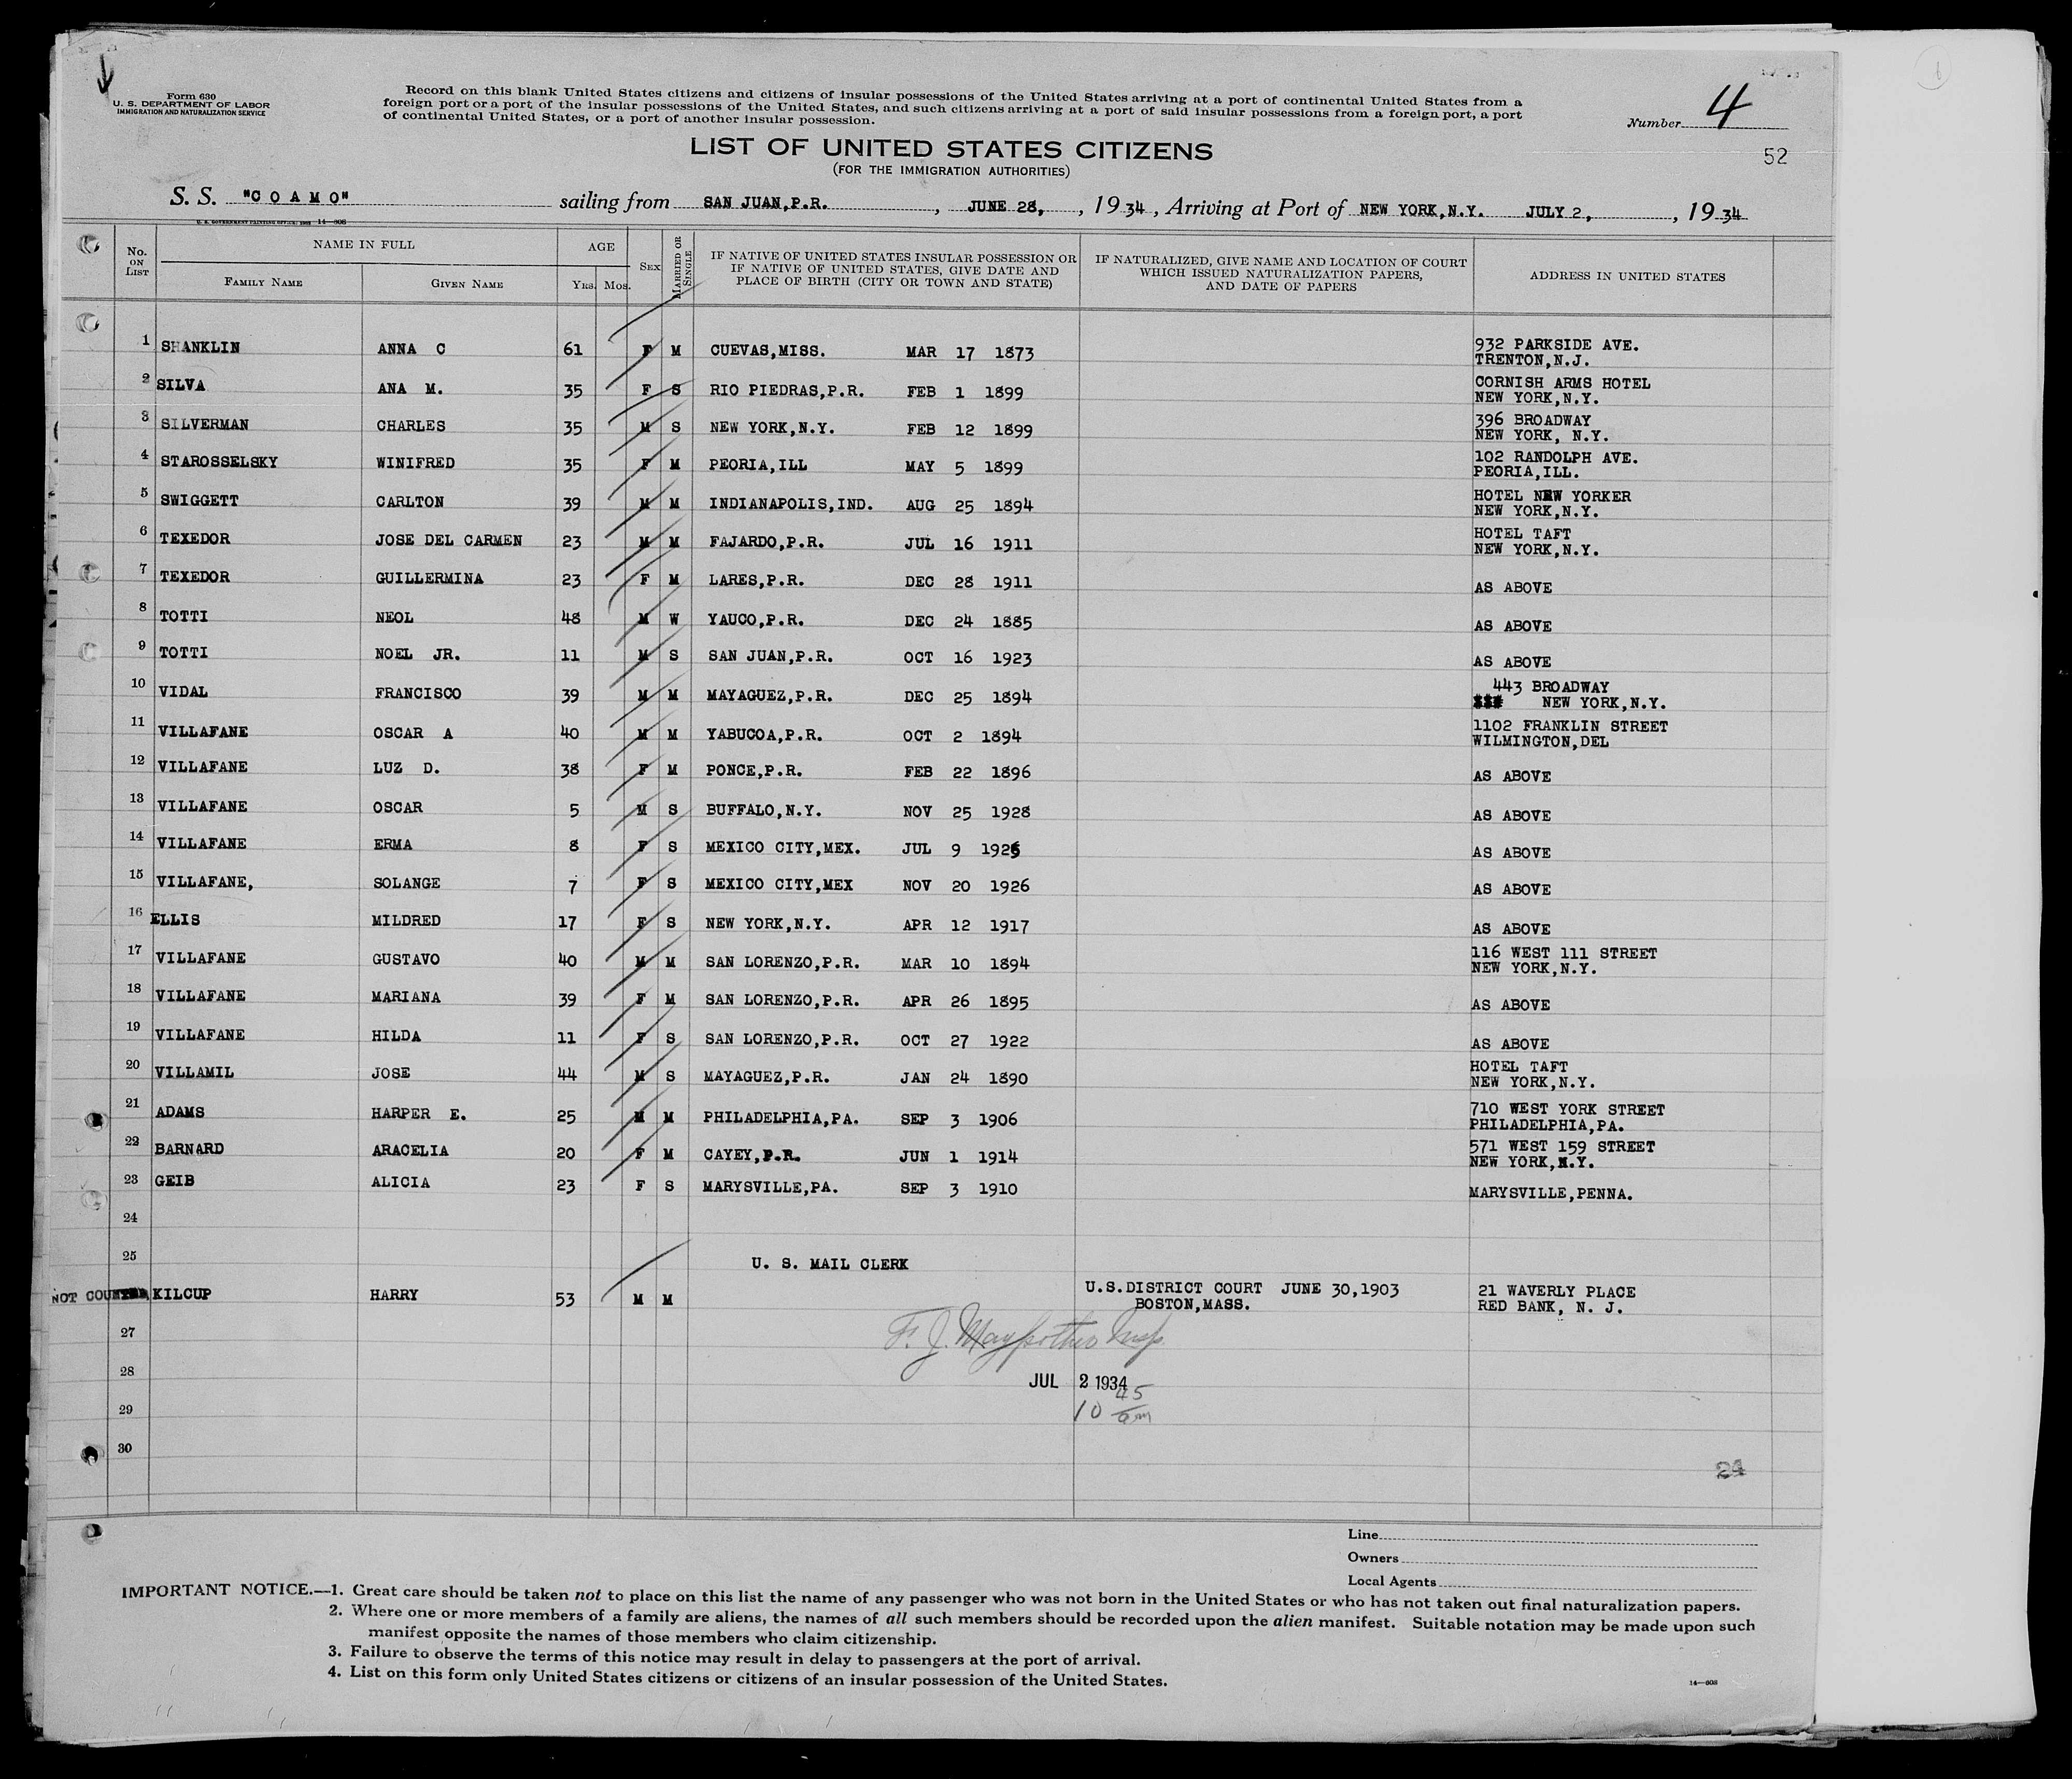 Form 630
U. S. DEPARTMENT OF LABOR
IMMIGRATION AND NATURALIZATION SERVICE
Record on this blank United States citizens and citizens of insular possessions of the United States arriving at a port of continental United States from a
foreign port or a port of the insular possessions of the United States, and such citizens arriving at a port of said insular possessions from a foreign port, a port
of continental United States, or a port of another insular possession.
Number 4
LIST OF UNITED STATES CITIZENS
52
(FOR THE IMMIGRATION AUTHORITIES)
S. S. "COAMO" sailing from SAN JUAN,P.R. , JUNE 28, , 19 34 , Arriving at Port of NEW YORK,N.Y. JULY 2, , 19 34
No. ON LIST
NAME IN FULL
FAMILY NAME GIVEN NAME
AGE
YRS. MOS.
SEX
MARRIED OR SINGLE
IF NATIVE OF UNITED STATES INSULAR POSSESSION OR
IF NATIVE OF UNITED STATES, GIVE DATE AND
PLACE OF BIRTH (CITY OR TOWN AND STATE)
IF NATURALIZED, GIVE NAME AND LOCATION OF COURT
WHICH ISSUED NATURALIZATION PAPERS,
AND DATE OF PAPERS
ADDRESS IN UNITED STATES
1 SHANKLIN ANNA C 61 F M CUEVAS,MISS. MAR 17 1873 932 PARKSIDE AVE.
TRENTON,N.J.
2 SILVA ANA M. 35 F S RIO PIEDRAS,P.R. FEB 1 1899 CORNISH ARMS HOTEL
NEW YORK,N.Y.
3 SILVERMAN CHARLES 35 M S NEW YORK,N.Y. FEB 12 1899 396 BROADWAY
NEW YORK, N.Y.
4 STAROSSELSKY WINIFRED 35 F M PEORIA,ILL MAY 5 1899 102 RANDOLPH AVE.
PEORIA,ILL.
5 SWIGGETT CARLTON 39 M M INDIANAPOLIS,IND. AUG 25 1894 HOTEL NEW YORKER
NEW YORK,N.Y.
6 TEXEDOR JOSE DEL CARMEN 23 M M FAJARDO,P.R. JUL 16 1911 HOTEL TAFT
NEW YORK,N.Y.
7 TEXEDOR GUILLERMINA 23 F M LARES,P.R. DEC 28 1911 AS ABOVE
8 TOTTI NEOL 48 M W YAUCO,P.R. DEC 24 1885 AS ABOVE
9 TOTTI NOEL JR. 11 M S SAN JUAN,P.R. OCT 16 1923 AS ABOVE
10 VIDAL FRANCISCO 39 M M MAYAGUEZ,P.R. DEC 25 1894 443 BROADWAY
NEW YORK,N.Y.
11 VILLAFANE OSCAR A 40 M M YABUCOA,P.R. OCT 2 1894 1102 FRANKLIN STREET
WILMINGTON,DEL
12 VILLAFANE LUZ D. 38 F M PONCE,P.R. FEB 22 1896 AS ABOVE
13 VILLAFANE OSCAR 5 M S BUFFALO,N.Y. NOV 25 1928 AS ABOVE
14 VILLAFANE ERMA 8 F S MEXICO CITY,MEX. JUL 9 AS ABOVE
15 VILLAFANE, SOLANGE 7 F S MEXICO CITY,MEX NOV 20 1926 AS ABOVE
16 ELLIS MILDRED 17 F S NEW YORK,N.Y. APR 12 1917 AS ABOVE
17 VILLAFANE GUSTAVO 40 M M SAN LORENZO,P.R. MAR 10 1894 116 WEST 111 STREET
NEW YORK,N.Y.
18 VILLAFANE MARIANA 39 F M SAN LORENZO,P.R. APR 26 1895 AS ABOVE
19 VILLAFANE HILDA 11 F S SAN LORENZO,P.R. OCT 27 1922 AS ABOVE
20 VILLAMIL JOSE 44 M S MAYAGUEZ,P.R. JAN 24 1890 HOTEL TAFT
NEW YORK,N.Y.
21 ADAMS HARPER E. 25 M M PHILADELPHIA,PA. SEP 3 1906 710 WEST YORK STREET
PHILADELPHIA,PA.
22 BARNARD ARACELIA 20 F M CAYEY,P.R. JUN 1 1914 571 WEST 159 STREET
NEW YORK,N.Y.
23 GEIB ALICIA 23 F S MARYSVILLE,PA. SEP 3 1910 MARYSVILLE,PENNA.
24
25 U. S. MAIL CLERK
NOT COUNTED KILCUP HARRY 53 M M U.S.DISTRICT COURT JUNE 30,1903 21 WAVERLY PLACE
BOSTON,MASS. RED BANK, N. J.
27
F. J.
28 JUL 2 1934
29 10 45 am
30
24
Line
Owners
Local Agents
IMPORTANT NOTICE.—1. Great care should be taken not to place on this list the name of any passenger who was not born in the United States or who has not taken out final naturalization papers.
2. Where one or more members of a family are aliens, the names of all such members should be recorded upon the alien manifest. Suitable notation may be made upon such
manifest opposite the names of those members who claim citizenship.
3. Failure to observe the terms of this notice may result in delay to passengers at the port of arrival.
4. List on this form only United States citizens or citizens of an insular possession of the United States.
14—608